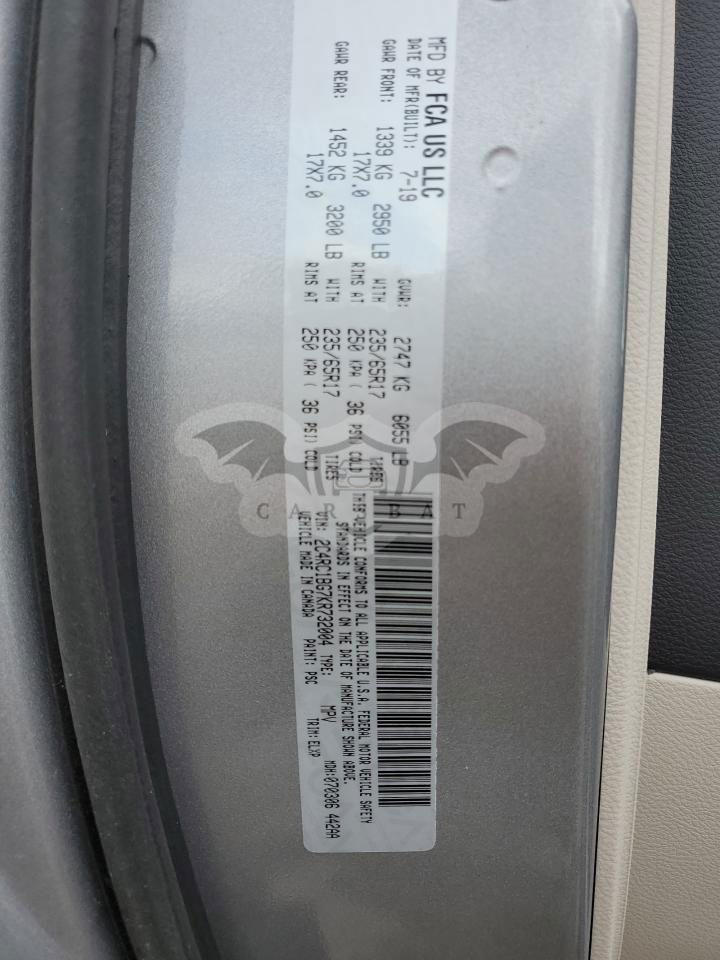 MFD BY FCA US LLC
DATE OF MFR(BUILT): 7-19 GVWR: 2747 KG 6055 LB
GAWR FRONT: 1339 KG 2950 LB WITH 235/65R17 TIRES
17X7.0 RIMS AT 250 KPA ( 36 PSI) COLD
GAWR REAR: 1452 KG 3200 LB WITH 235/65R17 TIRES
17X7.0 RIMS AT 250 KPA ( 36 PSI) COLD
THIS VEHICLE CONFORMS TO ALL APPLICABLE U.S.A. FEDERAL MOTOR VEHICLE SAFETY
STANDARDS IN EFFECT ON THE DATE OF MANUFACTURE SHOWN ABOVE.
VIN: 2C4RC1BG7KR732004 TYPE: MPV MDH:070306 442AA
VEHICLE MADE IN CANADA PAINT: PSC TRIM:ELXP
CAR BAT